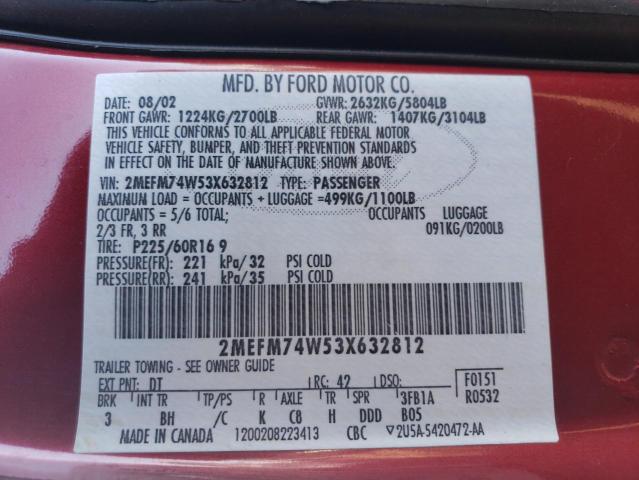 MFD. BY FORD MOTOR CO.
DATE: 08/02 GVWR: 2632KG/5804LB
FRONT GAWR: 1224KG/2700LB REAR GAWR: 1407KG/3104LB
THIS VEHICLE CONFORMS TO ALL APPLICABLE FEDERAL MOTOR
VEHICLE SAFETY, BUMPER, AND THEFT PREVENTION STANDARDS
IN EFFECT ON THE DATE OF MANUFACTURE SHOWN ABOVE.
VIN: 2MEFM74W53X632812 TYPE: PASSENGER
MAXIMUM LOAD = OCCUPANTS + LUGGAGE =499KG/1100LB
OCCUPANTS = 5/6 TOTAL; OCCUPANTS LUGGAGE
2/3 FR, 3 RR 091KG/0200LB
TIRE: P225/60R16 9
PRESSURE(FR): 221 kPa/32 PSI COLD
PRESSURE(RR): 241 kPa/35 PSI COLD
2MEFM74W53X632812
TRAILER TOWING - SEE OWNER GUIDE
EXT PNT: DT RC: 42 DSO: F0151
BRK INT TR TP/PS R AXLE TR SPR 3FB1A R0532
3 BH /C K C8 H DDD B05
MADE IN CANADA 1200208223413 CBC 2U5A-5420472-AA